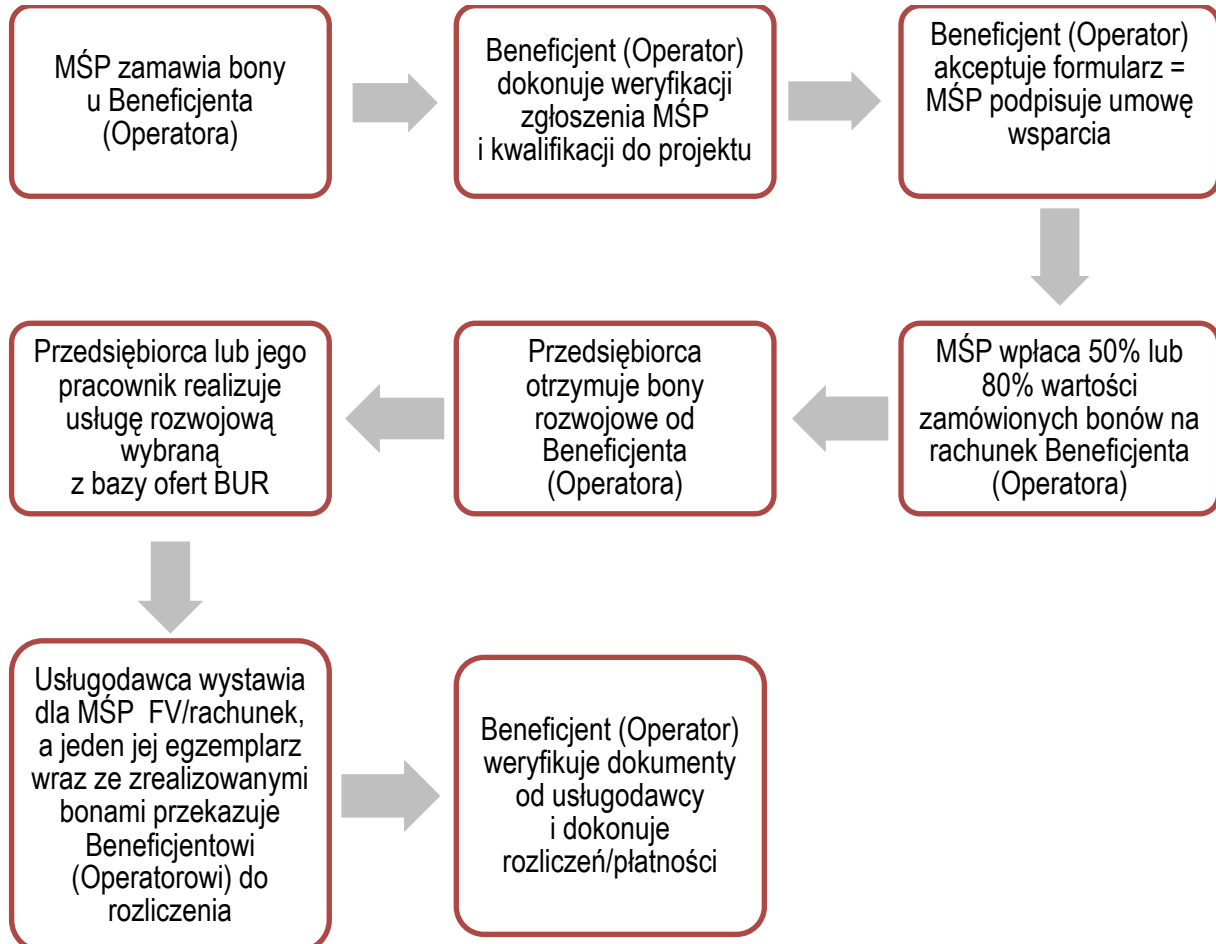 MŚP zamawia bony
u Beneficjenta
(Operatora)
Beneficjent (Operator)
dokonuje weryfikacji
zgłoszenia MŚP
i kwalifikacji do projektu
Beneficjent (Operator)
akceptuje formularz =
MŚP podpisuje umowę
wsparcia
MŚP wpłaca 50% lub
80% wartości
zamówionych bonów na
rachunek Beneficjenta
(Operatora)
Przedsiębiorca
otrzymuje bony
rozwojowe od
Beneficjenta
(Operatora)
Przedsiębiorca lub jego
pracownik realizuje
usługę rozwojową
wybraną
z bazy ofert BUR
Usługodawca wystawia
dla MŚP FV/rachunek,
a jeden jej egzemplarz
wraz ze zrealizowanymi
bonami przekazuje
Beneficjentowi
(Operatorowi) do
rozliczenia
Beneficjent (Operator)
weryfikuje dokumenty
od usługodawcy
i dokonuje
rozliczeń/płatności